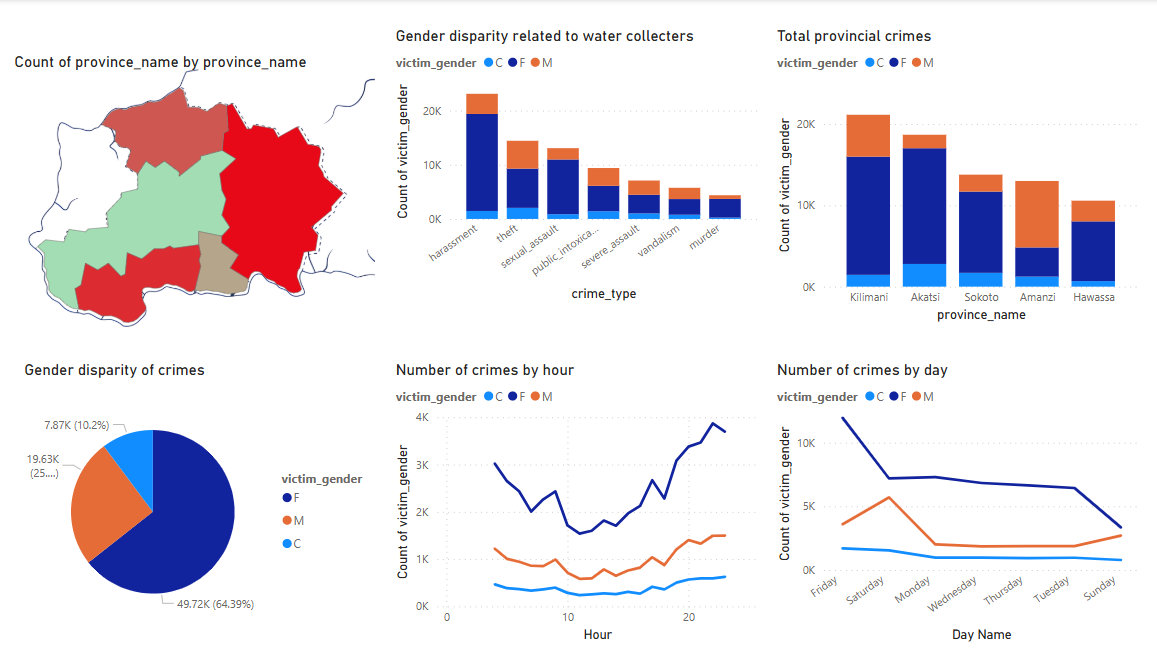 Count of province_name by province_name
Gender disparity related to water collecters
victim_gender C F M
Count of victim_gender
20K
10K
0K
harassment
theft
sexual_assault
public_intoxica...
severe_assault
vandalism
murder
crime_type
Total provincial crimes
victim_gender C F M
Count of victim_gender
20K
10K
0K
Kilimani Akatsi Sokoto Amanzi Hawassa
province_name
Gender disparity of crimes
7.87K (10.2%)
19.63K
(25....)
49.72K (64.39%)
victim_gender
F
M
C
Number of crimes by hour
victim_gender C F M
Count of victim_gender
4K
3K
2K
1K
0K
0 10 20
Hour
Number of crimes by day
victim_gender C F M
Count of victim_gender
10K
5K
0K
Friday
Saturday
Monday
Wednesday
Thursday
Tuesday
Sunday
Day Name